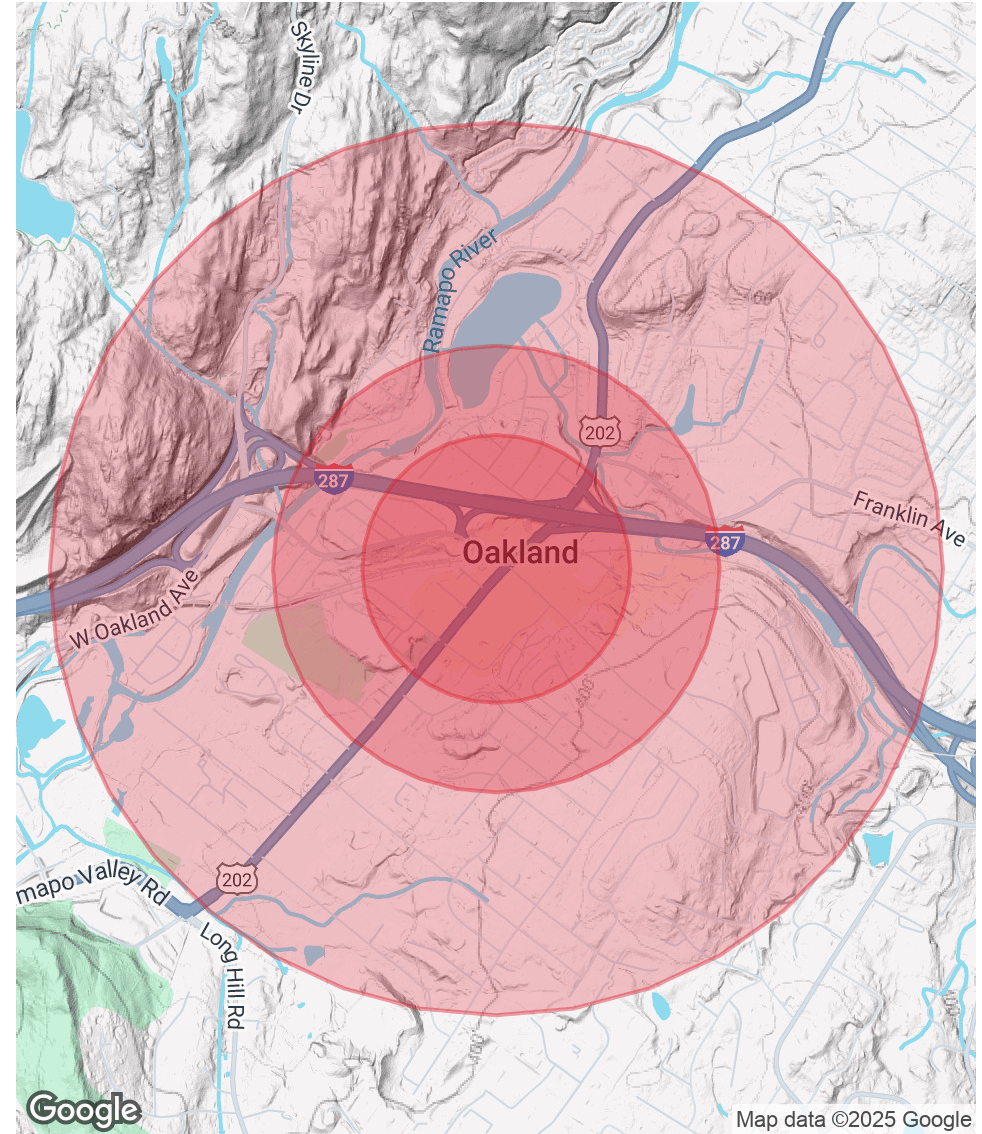 Skyline Dr
Ramapo River
202
287
Franklin Ave
287
Oakland
W Oakland Ave
202
mapo Valley Rd
Long Hill Rd
Google
Map data ©2025 Google